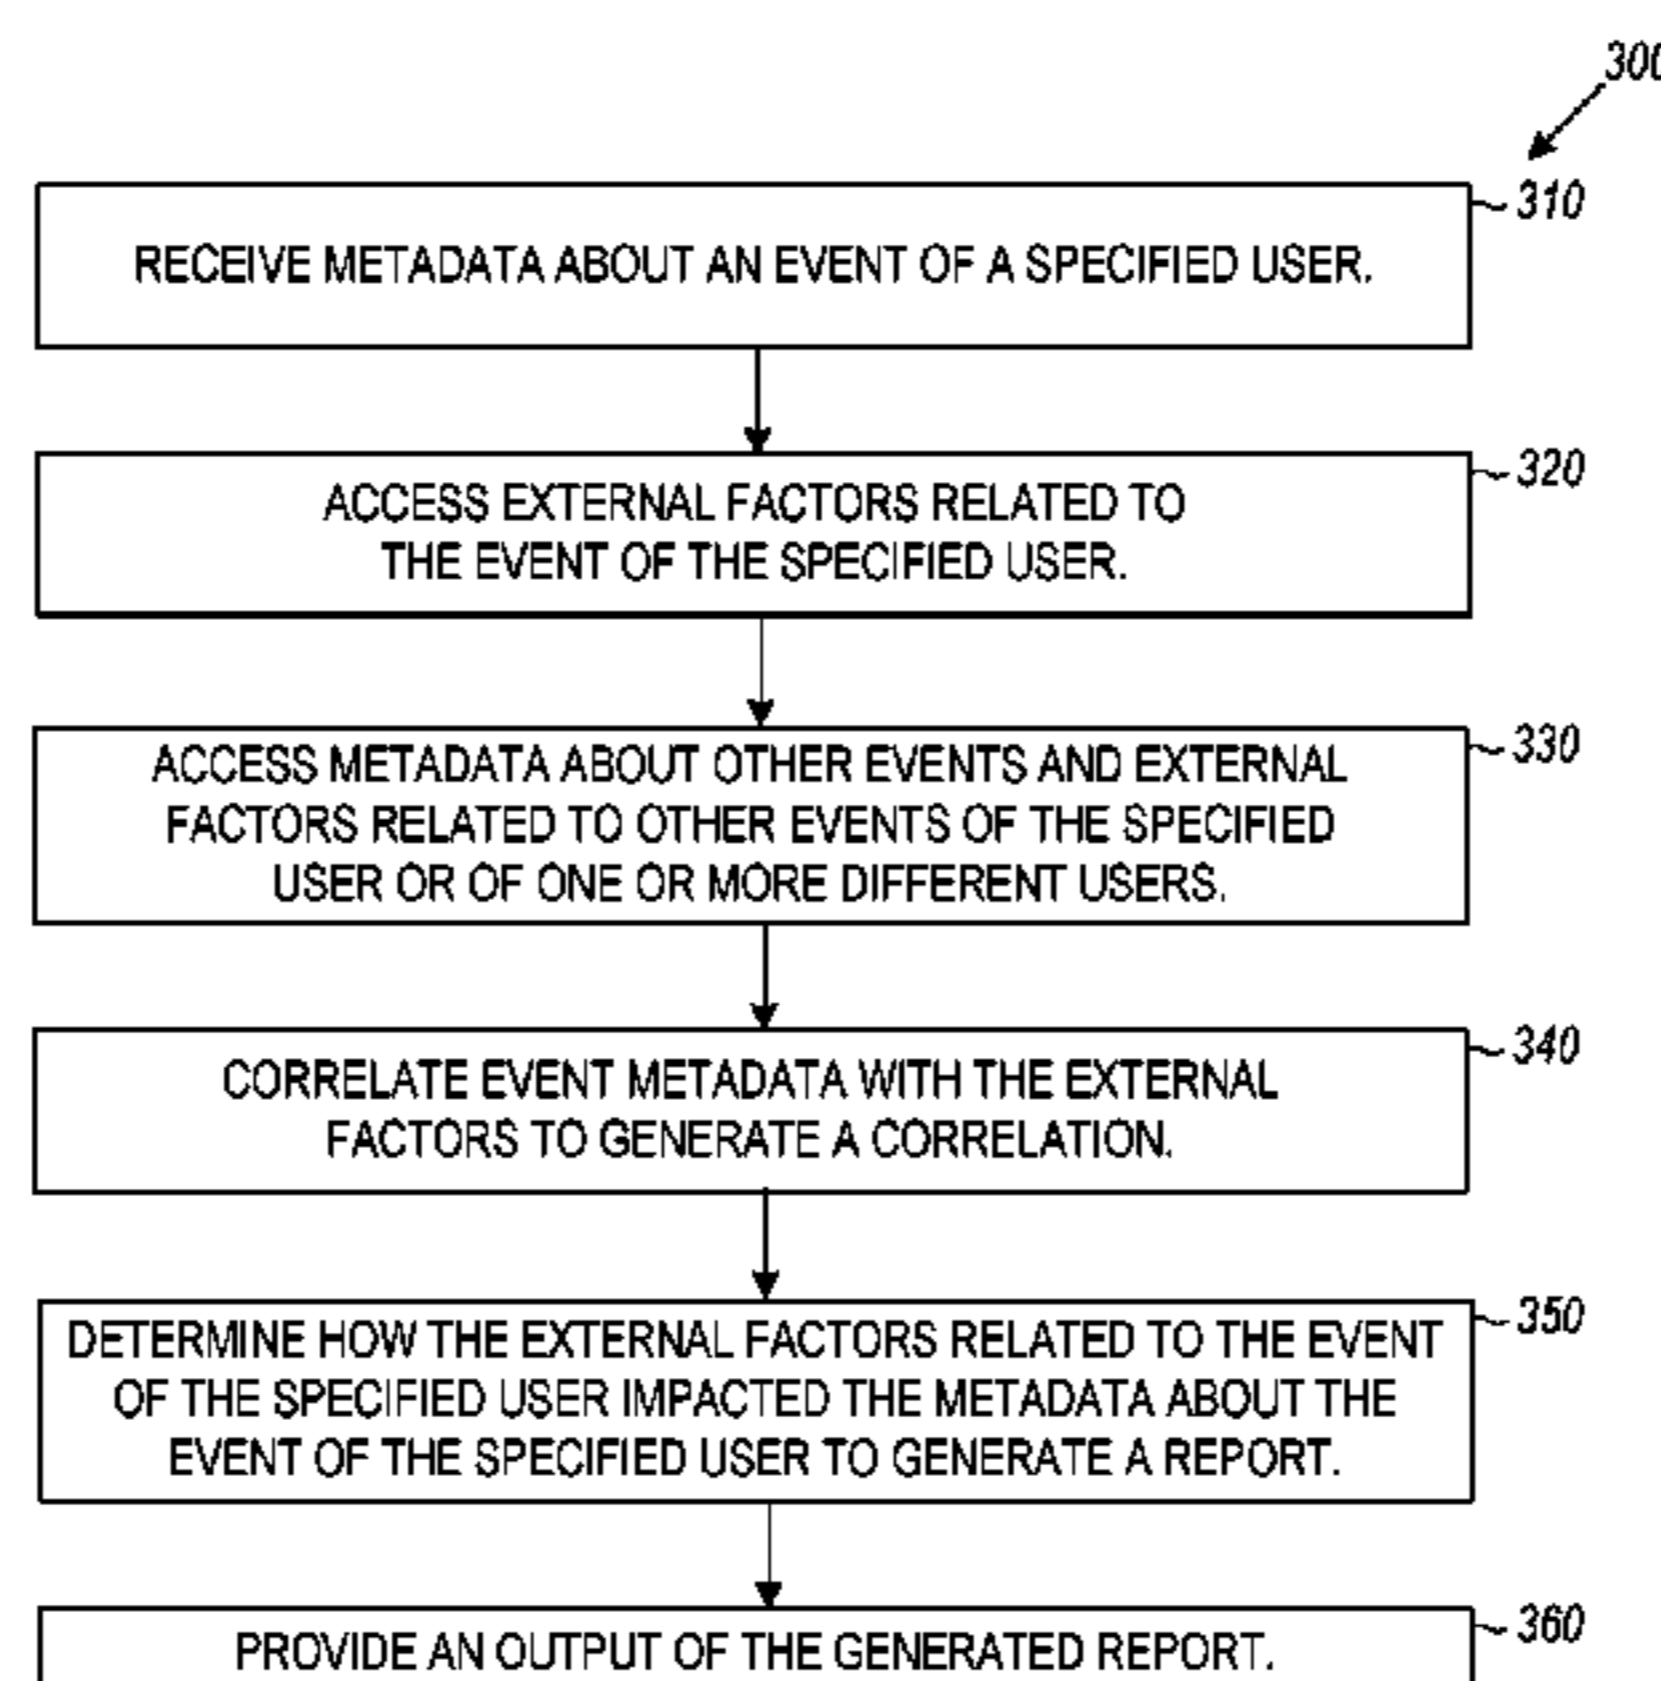 300
310
RECEIVE METADATA ABOUT AN EVENT OF A SPECIFIED USER.
320
ACCESS EXTERNAL FACTORS RELATED TO
THE EVENT OF THE SPECIFIED USER.
330
ACCESS METADATA ABOUT OTHER EVENTS AND EXTERNAL
FACTORS RELATED TO OTHER EVENTS OF THE SPECIFIED
USER OR OF ONE OR MORE DIFFERENT USERS.
340
CORRELATE EVENT METADATA WITH THE EXTERNAL
FACTORS TO GENERATE A CORRELATION.
350
DETERMINE HOW THE EXTERNAL FACTORS RELATED TO THE EVENT
OF THE SPECIFIED USER IMPACTED THE METADATA ABOUT THE
EVENT OF THE SPECIFIED USER TO GENERATE A REPORT.
360
PROVIDE AN OUTPUT OF THE GENERATED REPORT.